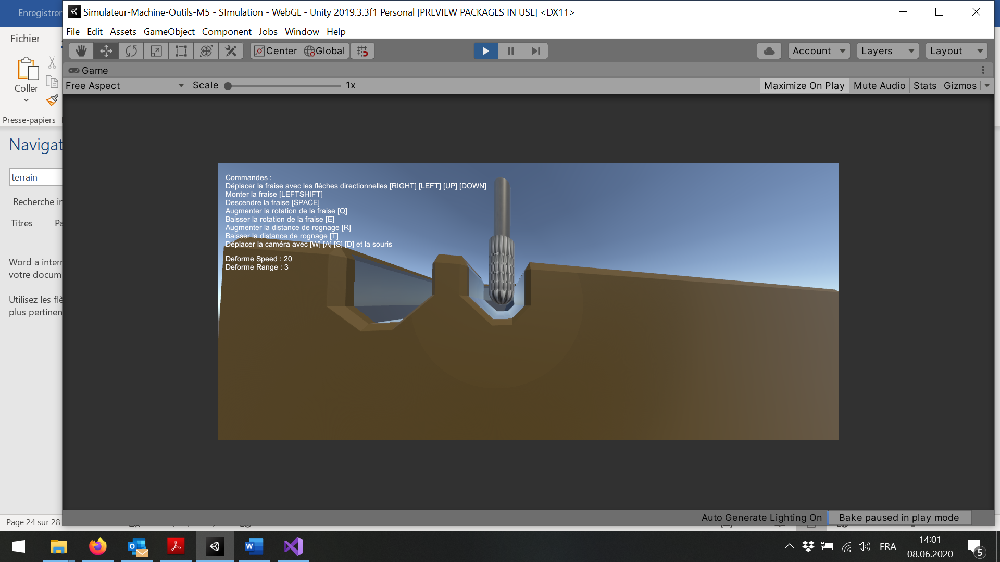 Enregistrer
Simulateur-Machine-Outils-M5 - SImulation - WebGL - Unity 2019.3.3f1 Personal [PREVIEW PACKAGES IN USE] <DX11>
File Edit Assets GameObject Component Jobs Window Help
Fichier
Center Global Account Layers Layout
Game
Free Aspect Scale 1x Maximize On Play Mute Audio Stats Gizmos
Coller
Presse-papiers
Navigat
terrain
Recherche in
Titres Pa
Word a interr
votre docum
Utilisez les flè
plus pertinen
Commandes :
Déplacer la fraise avec les flèches directionnelles [RIGHT] [LEFT] [UP] [DOWN]
Monter la fraise [LEFTSHIFT]
Descendre la fraise [SPACE]
Augmenter la rotation de la fraise [Q]
Baisser la rotation de la fraise [E]
Augmenter la distance de rognage [R]
Baisser la distance de rognage [T]
Déplacer la caméra avec [W] [A] [S] [D] et la souris
Deforme Speed : 20
Deforme Range : 3
Auto Generate Lighting On Bake paused in play mode
Page 24 sur 28
FRA
14:01
08.06.2020
5